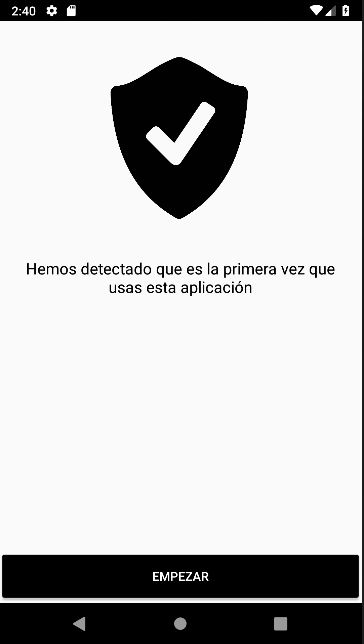 2:40
Hemos detectado que es la primera vez que
usas esta aplicación
EMPEZAR